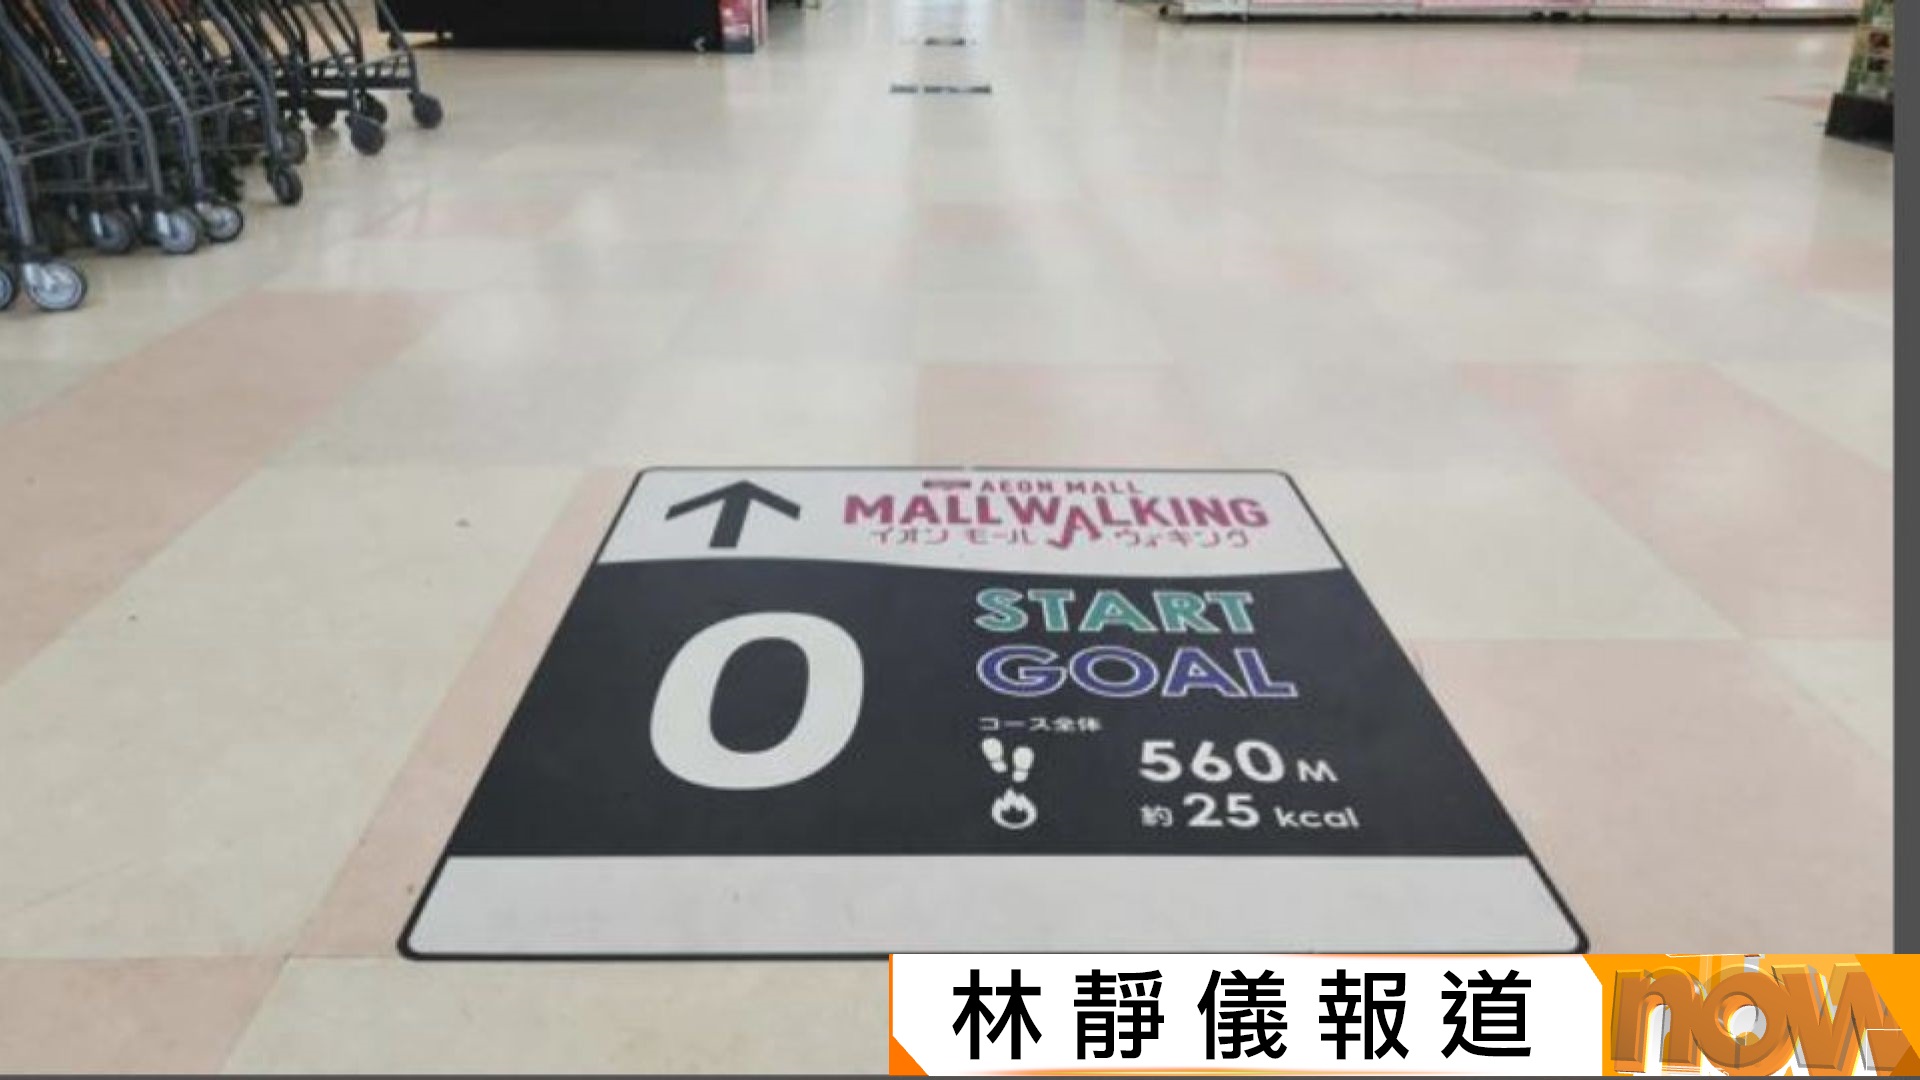 AEON MALL
MALLWALKING
イオン モール ウォーキング
0
START
GOAL
コース全体
560 M
約 25 kcal
林靜儀報道
now